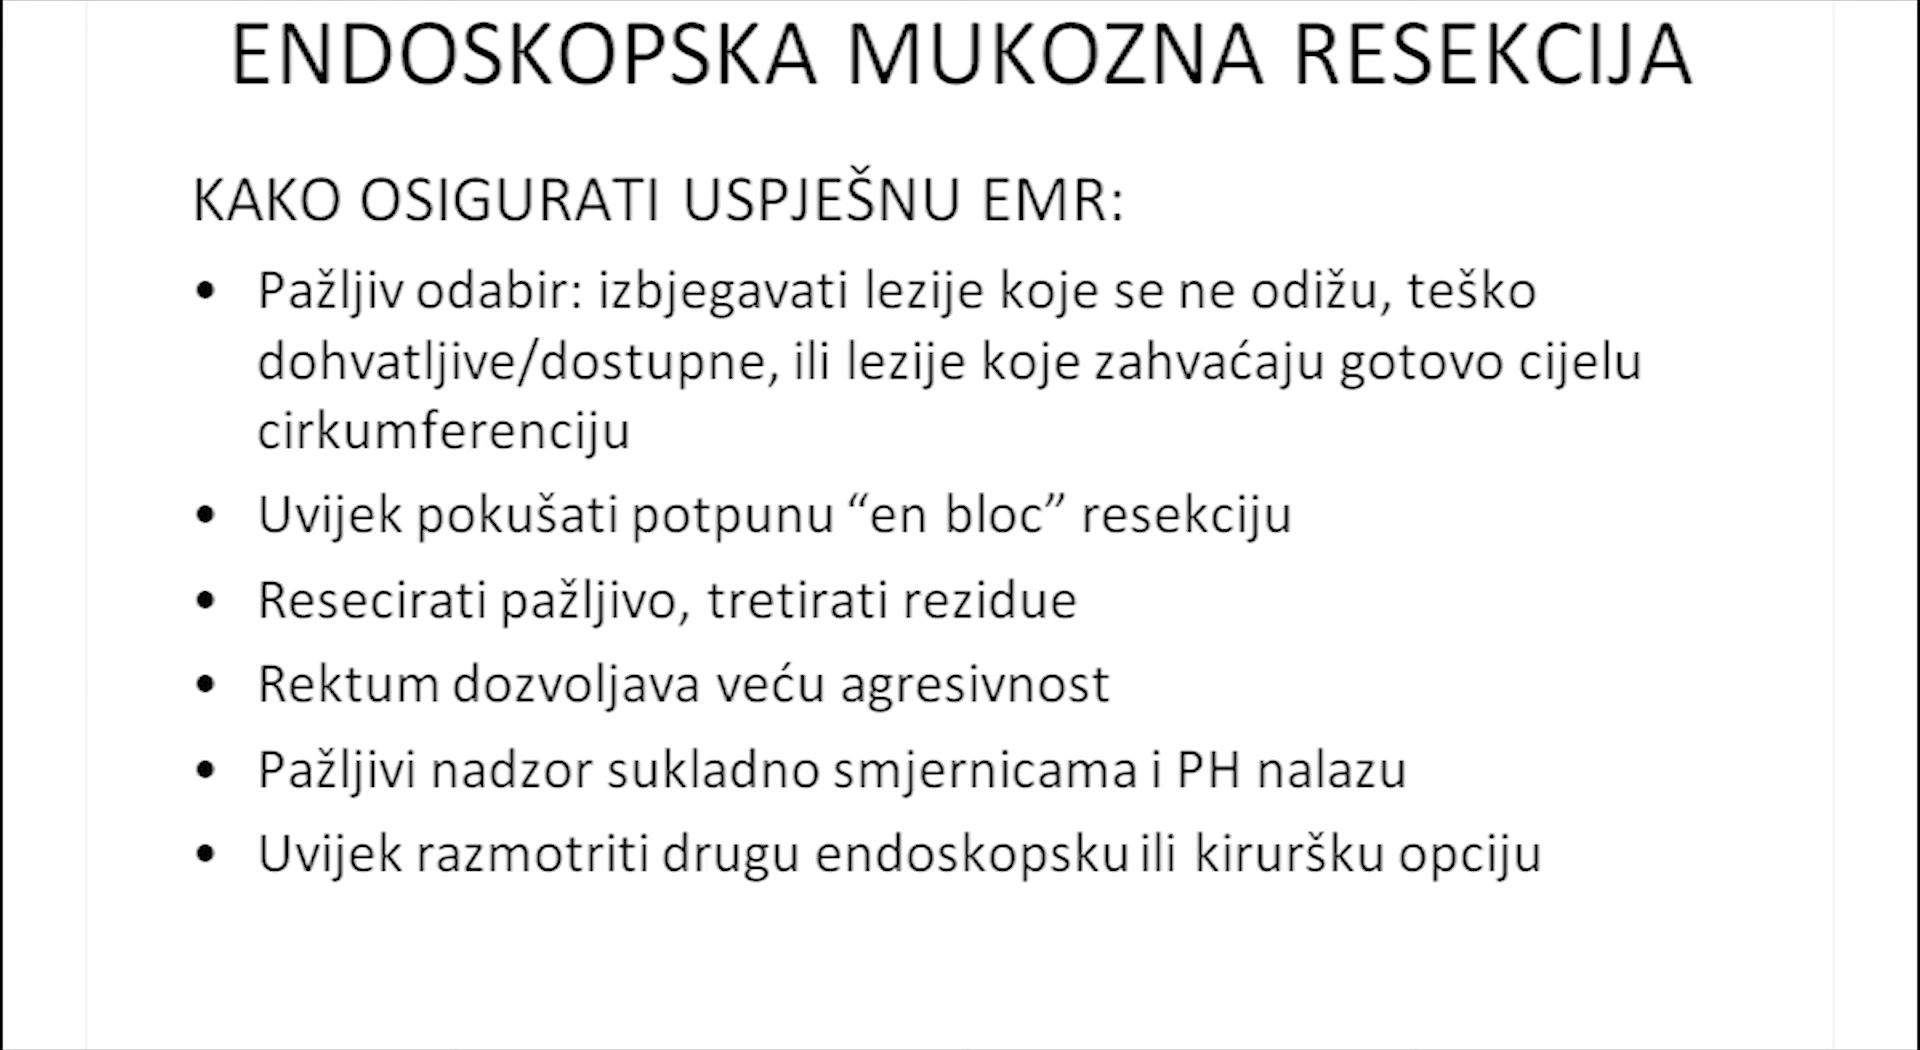 ENDOSKOPSKA MUKOZNA RESEKCIJA
KAKO OSIGURATI USPJEŠNU EMR:
• Pažljiv odabir: izbjegavati lezije koje se ne odižu, teško
dohvatljive/dostupne, ili lezije koje zahvaćaju gotovo cijelu
cirkumferenciju
• Uvijek pokušati potpunu “en bloc” resekciju
• Resecirati pažljivo, tretirati rezidue
• Rektum dozvoljava veću agresivnost
• Pažljivi nadzor sukladno smjernicama i PH nalazu
• Uvijek razmotriti drugu endoskopsku ili kiruršku opciju